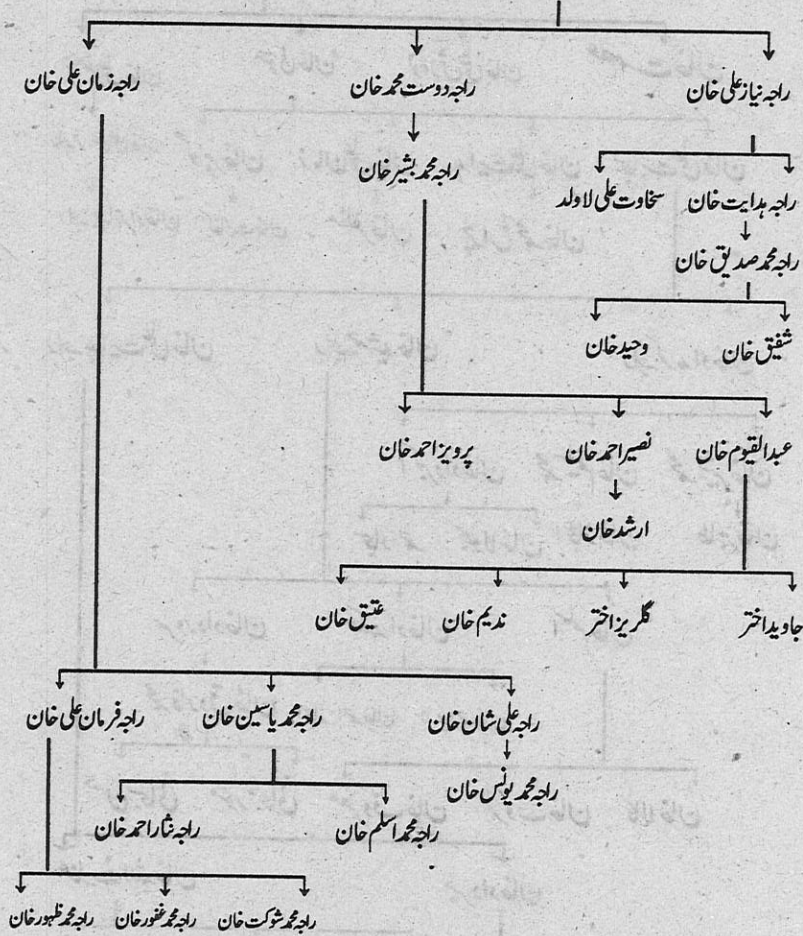 راجہ نیاز علی خان راجہ دوست محمد خان راجہ زمان علی خان
راجہ محمد بشیر خان
راجہ ہدایت خان سخاوت علی لاولد
راجہ محمد صدیق خان
شفیق خان وحید خان
عبدالقیوم خان نصیر احمد خان پرویز احمد خان
ارشد خان
جاوید اختر گلریز اختر ندیم خان عتیق خان
راجہ علی شان خان راجہ محمد یاسین خان راجہ فرمان علی خان
راجہ محمد یونس خان
راجہ محمد اسلم خان راجہ نثار احمد خان
راجہ محمد شوکت خان راجہ محمد غفور خان راجہ محمد ظہور خان